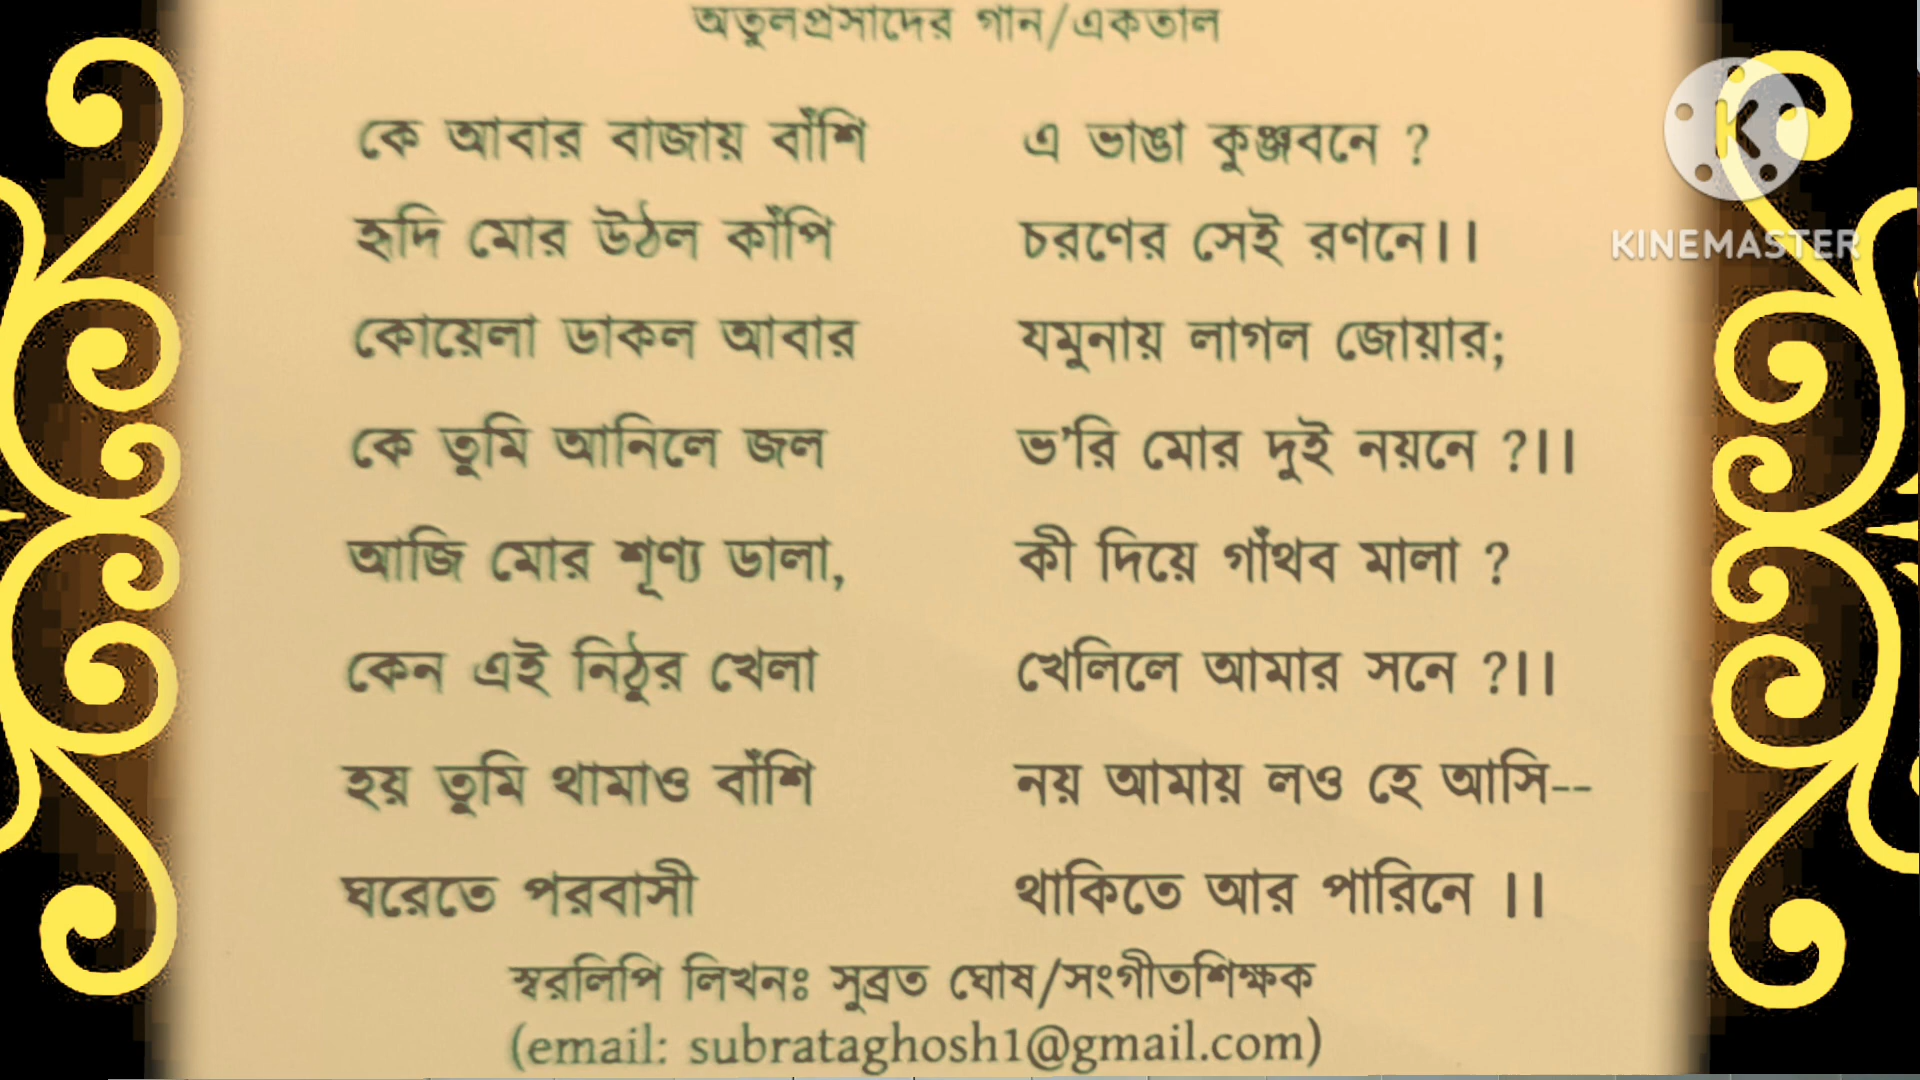 অতুলপ্রসাদের গান/একতাল
কে আবার বাজায় বাঁশি এ ভাঙা কুঞ্জবনে ?
হৃদি মোর উঠল কাঁপি চরণের সেই রণনে।।
কোয়েলা ডাকল আবার যমুনায় লাগল জোয়ার;
কে তুমি আনিলে জল ভ'রি মোর দুই নয়নে ?।।
আজি মোর শূণ্য ডালা, কী দিয়ে গাঁথব মালা ?
কেন এই নিঠুর খেলা খেলিলে আমার সনে ?।।
হয় তুমি থামাও বাঁশি নয় আমায় লও হে আসি--
ঘরেতে পরবাসী থাকিতে আর পারিনে ।।
স্বরলিপি লিখনঃ সুব্রত ঘোষ/সংগীতশিক্ষক
(email: subrataghosh1@gmail.com)
K
KINEMASTER